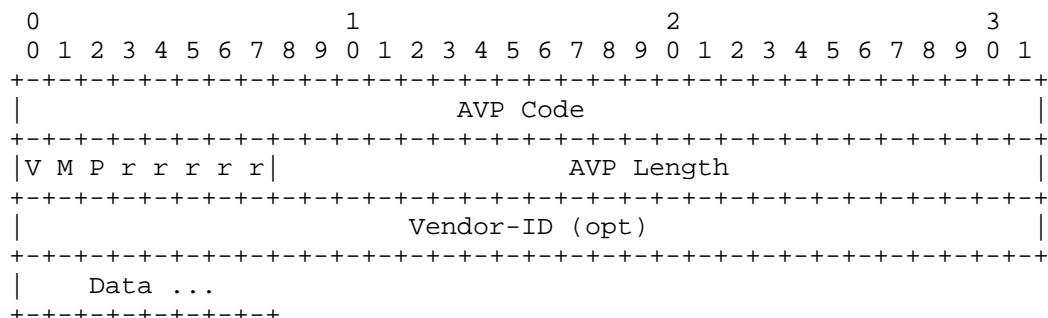 0                   1                   2                   3
 0 1 2 3 4 5 6 7 8 9 0 1 2 3 4 5 6 7 8 9 0 1 2 3 4 5 6 7 8 9 0 1
+-+-+-+-+-+-+-+-+-+-+-+-+-+-+-+-+-+-+-+-+-+-+-+-+-+-+-+-+-+-+-+-+
|                           AVP Code                            |
+-+-+-+-+-+-+-+-+-+-+-+-+-+-+-+-+-+-+-+-+-+-+-+-+-+-+-+-+-+-+-+-+
|V M P r r r r r|                  AVP Length                   |
+-+-+-+-+-+-+-+-+-+-+-+-+-+-+-+-+-+-+-+-+-+-+-+-+-+-+-+-+-+-+-+-+
|                        Vendor-ID (opt)                        |
+-+-+-+-+-+-+-+-+-+-+-+-+-+-+-+-+-+-+-+-+-+-+-+-+-+-+-+-+-+-+-+-+
|    Data ...
+-+-+-+-+-+-+-+-+